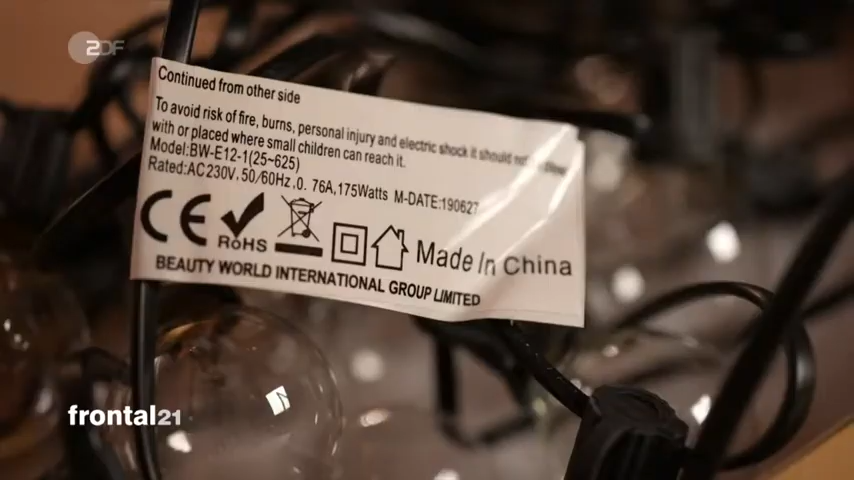 ZDF
Continued from other side
To avoid risk of fire, burns, personal injury and electric shock it should not
with or placed where small children can reach it.
Model:BW-E12-1(25~625)
Rated:AC230V.50/60Hz.0. 76A,175Watts M-DATE:190627
CE RoHS Made In China
BEAUTY WORLD INTERNATIONAL GROUP LIMITED
frontal21